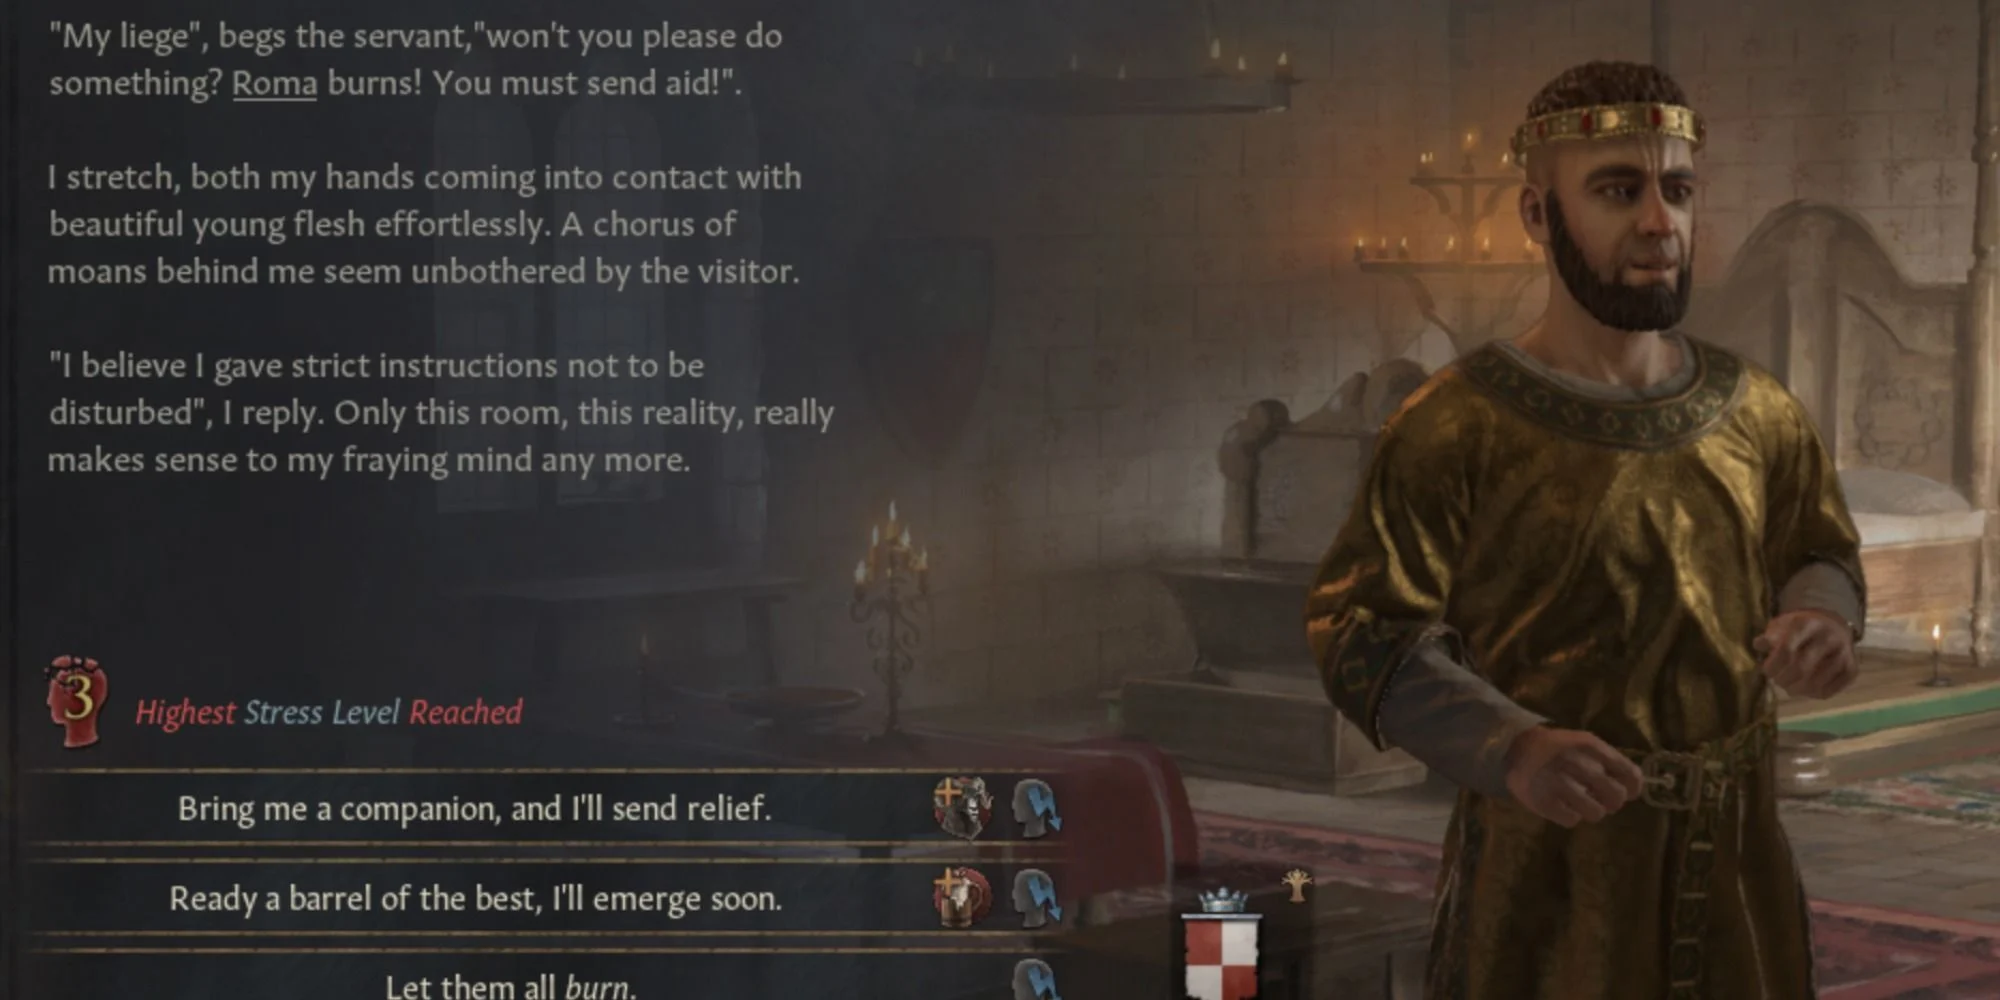 "My liege", begs the servant,"won't you please do
something? Roma burns! You must send aid!".
I stretch, both my hands coming into contact with
beautiful young flesh effortlessly. A chorus of
moans behind me seem unbothered by the visitor.
"I believe I gave strict instructions not to be
disturbed", I reply. Only this room, this reality, really
makes sense to my fraying mind any more.
3
Highest Stress Level Reached
Bring me a companion, and I'll send relief.
Ready a barrel of the best, I'll emerge soon.
Let them all burn.